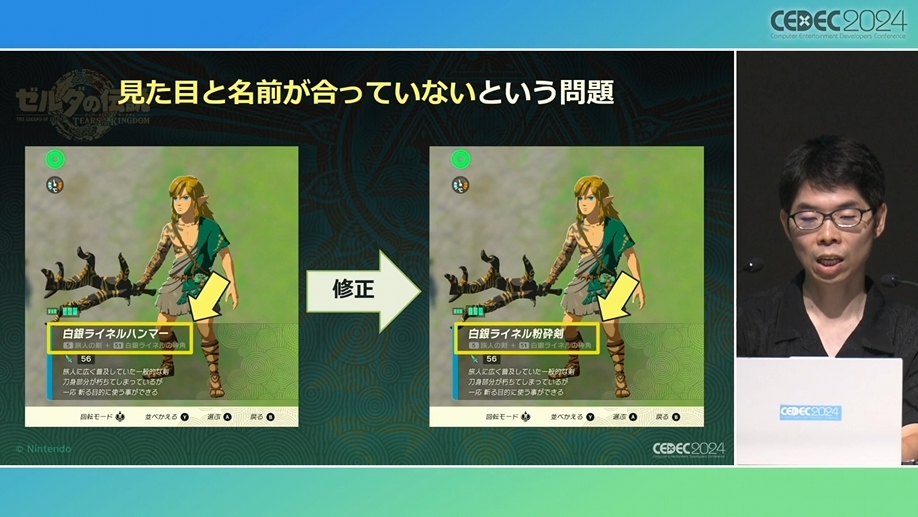 CEDEC2024
Computer Entertainment Developers Conference
見た目と名前が合っていないという問題
ゼルダの伝説
TEARS OF THE KINGDOM
白銀ライネルハンマー
5 旅人の剣 + 51 白銀ライネルの砕角
56
旅人に広く普及していた一般的な剣
刀身部分が朽ちてしまっているが
一応 斬る目的に使う事ができる
回転モード 並べかえる Y 選ぶ A 戻る B
修正
白銀ライネル粉砕剣
5 旅人の剣 + 51 白銀ライネルの砕角
56
旅人に広く普及していた一般的な剣
刀身部分が朽ちてしまっているが
一応 斬る目的に使う事ができる
回転モード 並べかえる Y 選ぶ A 戻る B
© Nintendo
CEDEC2024
CEDEC2024